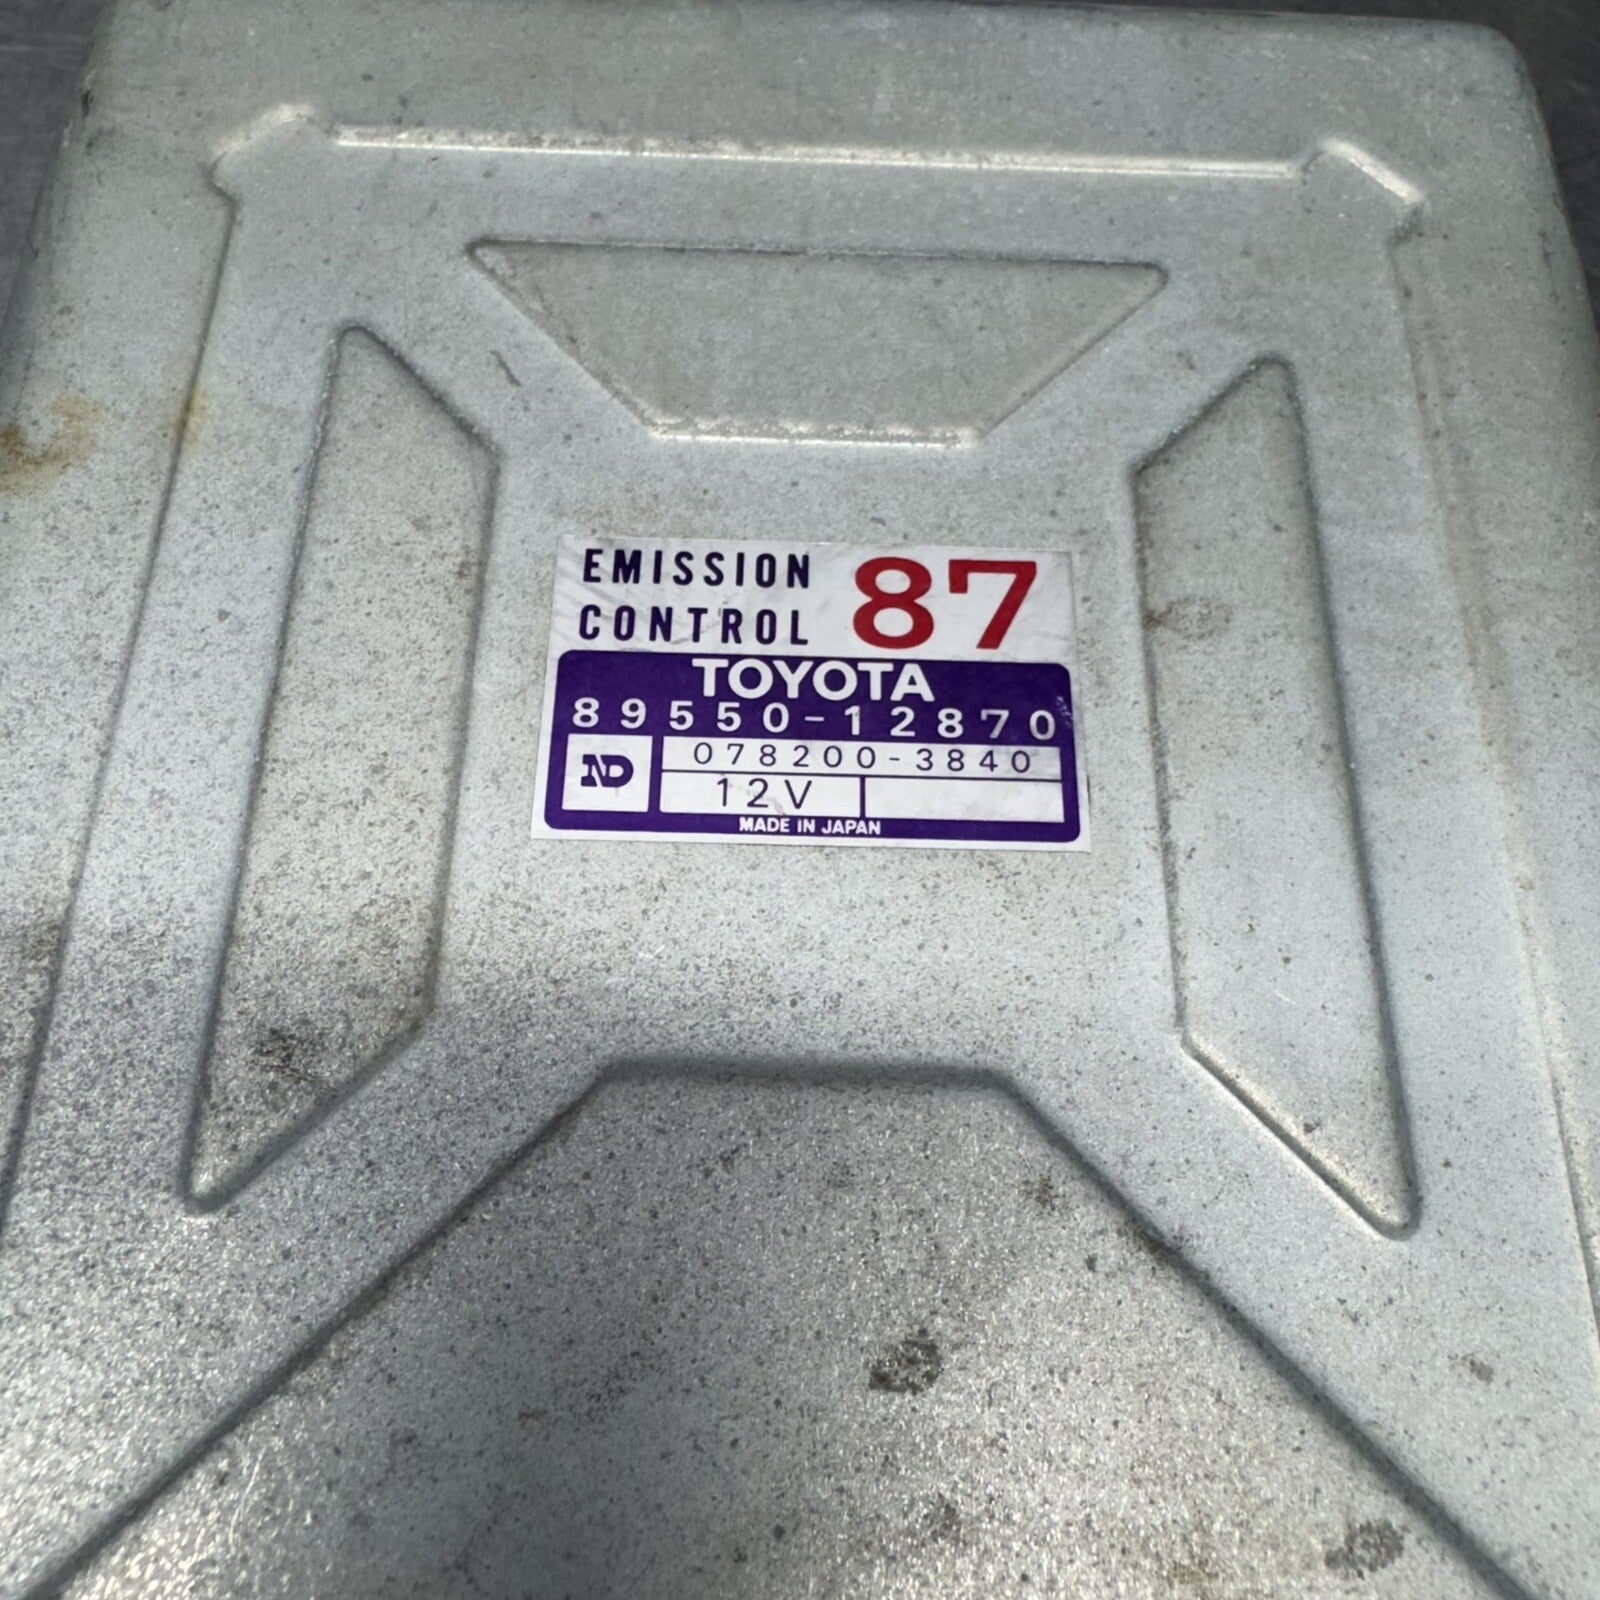 EMISSION CONTROL 87
TOYOTA
89550-12870
ND 078200-3840
12V
MADE IN JAPAN